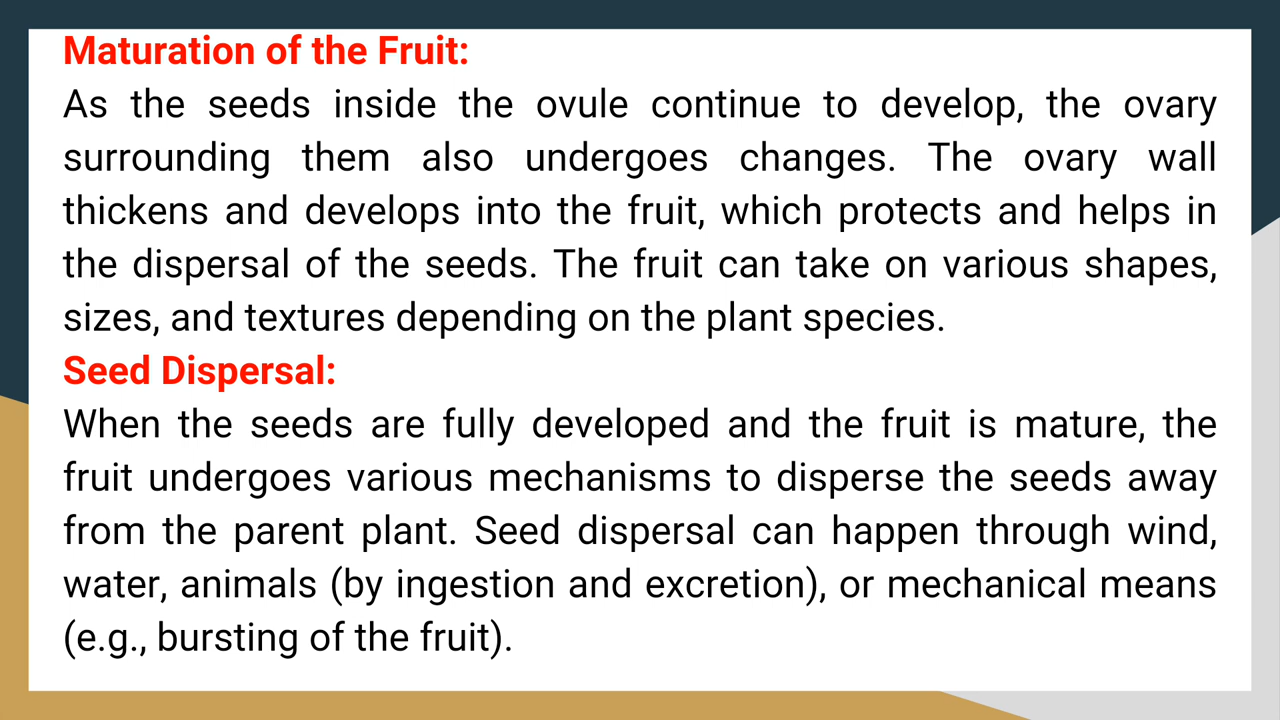 Maturation of the Fruit:
As the seeds inside the ovule continue to develop, the ovary
surrounding them also undergoes changes. The ovary wall
thickens and develops into the fruit, which protects and helps in
the dispersal of the seeds. The fruit can take on various shapes,
sizes, and textures depending on the plant species.
Seed Dispersal:
When the seeds are fully developed and the fruit is mature, the
fruit undergoes various mechanisms to disperse the seeds away
from the parent plant. Seed dispersal can happen through wind,
water, animals (by ingestion and excretion), or mechanical means
(e.g., bursting of the fruit).